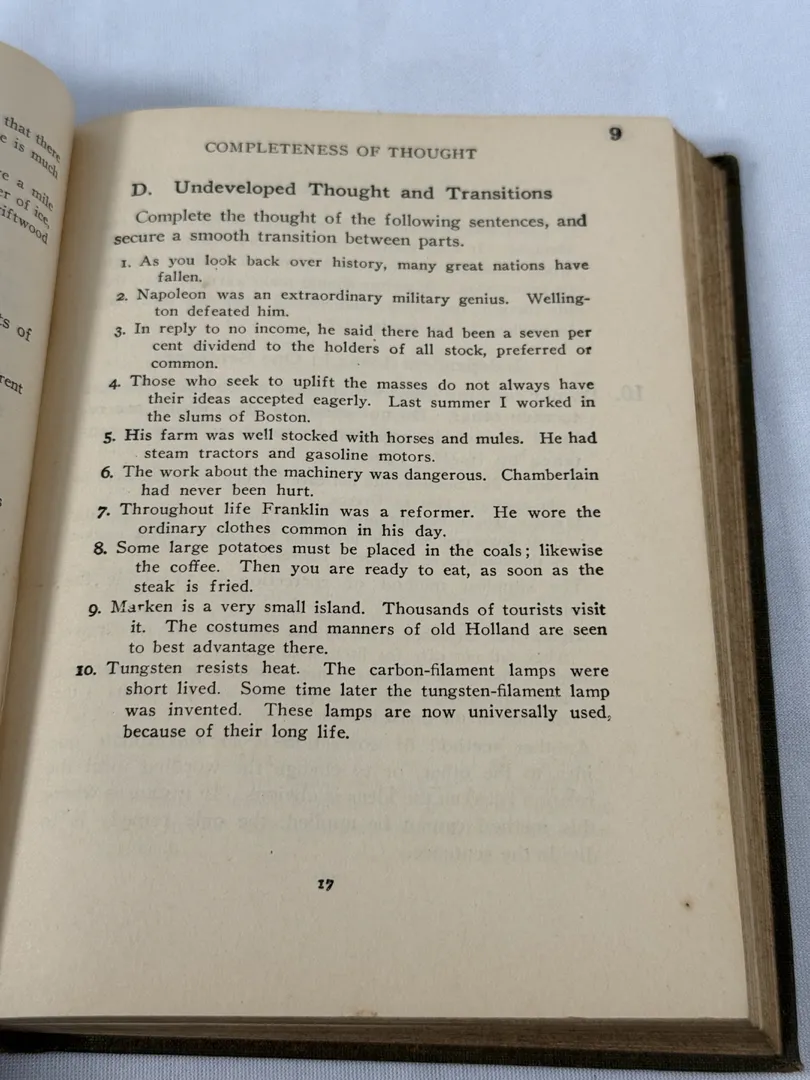 that there
is much
a mile
of ice,
driftwood
of
9
COMPLETENESS OF THOUGHT
D. Undeveloped Thought and Transitions
Complete the thought of the following sentences, and
secure a smooth transition between parts.
1. As you look back over history, many great nations have
fallen.
2. Napoleon was an extraordinary military genius. Welling-
ton defeated him.
3. In reply to no income, he said there had been a seven per
cent dividend to the holders of all stock, preferred or
common.
4. Those who seek to uplift the masses do not always have
their ideas accepted eagerly. Last summer I worked in
the slums of Boston.
5. His farm was well stocked with horses and mules. He had
steam tractors and gasoline motors.
6. The work about the machinery was dangerous. Chamberlain
had never been hurt.
7. Throughout life Franklin was a reformer. He wore the
ordinary clothes common in his day.
8. Some large potatoes must be placed in the coals; likewise
the coffee. Then you are ready to eat, as soon as the
steak is fried.
9. Marken is a very small island. Thousands of tourists visit
it. The costumes and manners of old Holland are seen
to best advantage there.
10. Tungsten resists heat. The carbon-filament lamps were
short lived. Some time later the tungsten-filament lamp
was invented. These lamps are now universally used,
because of their long life.
17